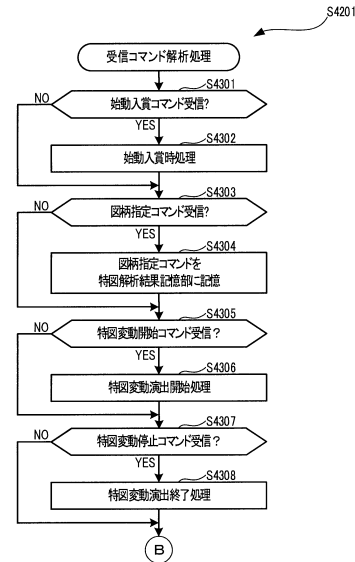 S4201
受信コマンド解析処理
S4301
始動入賞コマンド受信?
NO
YES
S4302
始動入賞時処理
S4303
図柄指定コマンド受信?
NO
YES
S4304
図柄指定コマンドを
特図解析結果記憶部に記憶
S4305
特図変動開始コマンド受信?
NO
YES
S4306
特図変動演出開始処理
S4307
特図変動停止コマンド受信?
NO
YES
S4308
特図変動演出終了処理
B